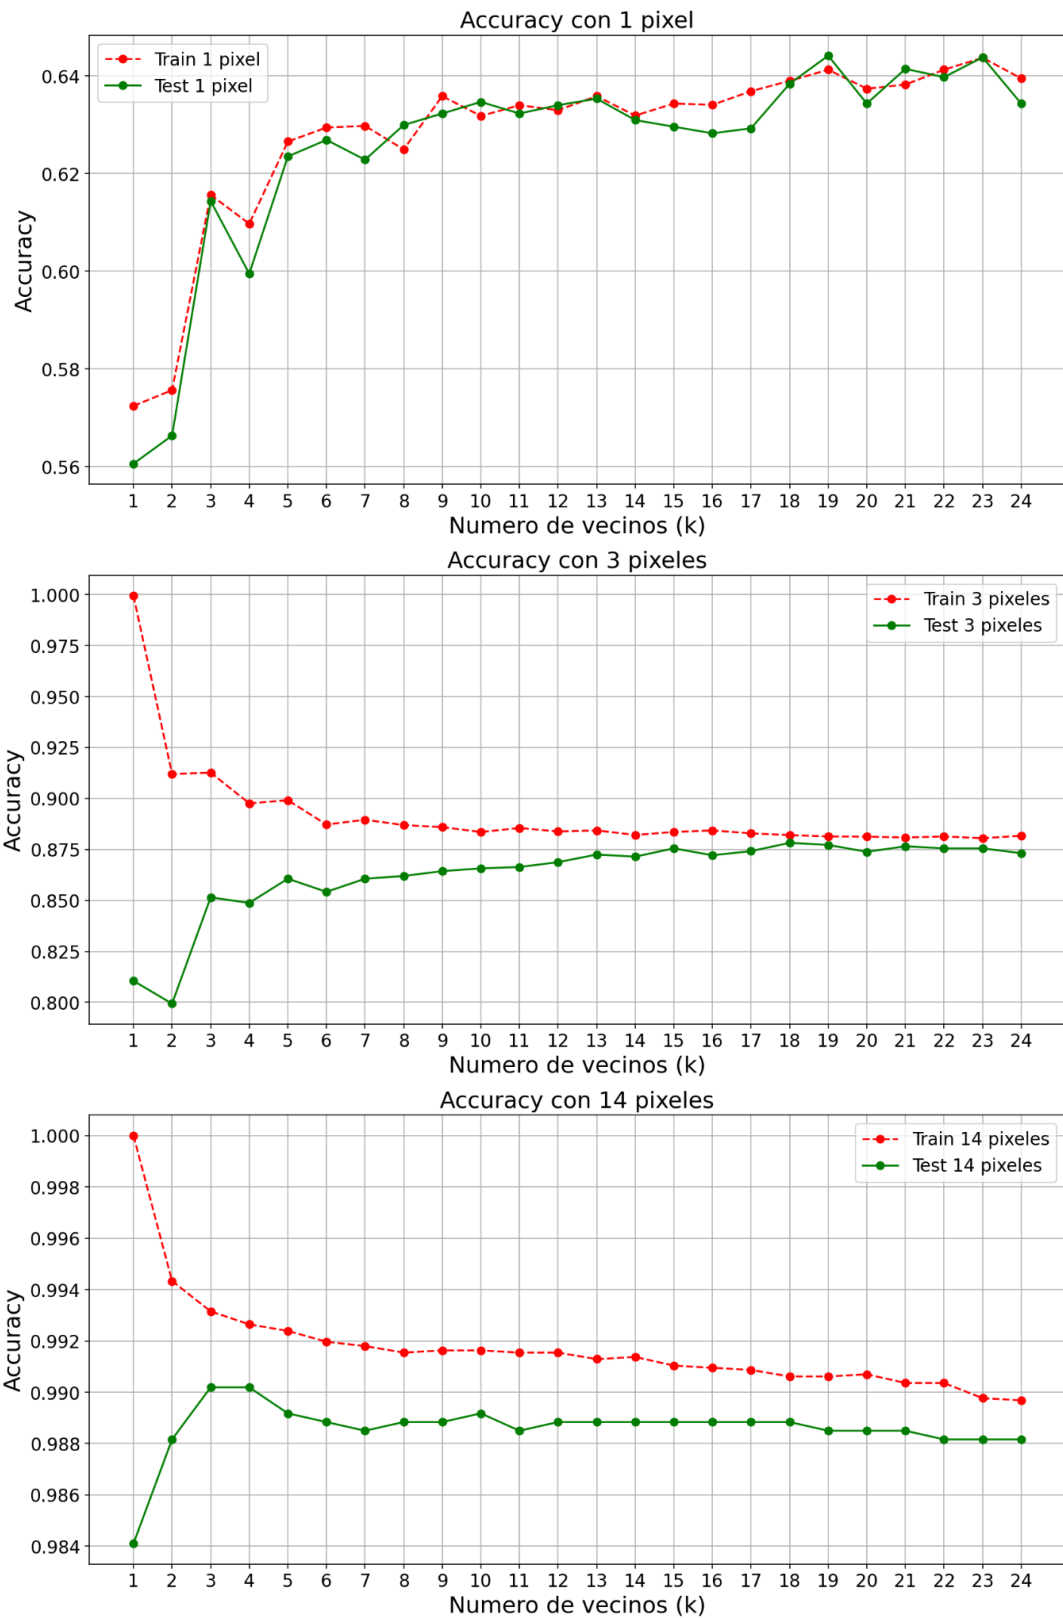 Accuracy con 1 pixel
Train 1 pixel
Test 1 pixel
Accuracy
0.64
0.62
0.60
0.58
0.56
1 2 3 4 5 6 7 8 9 10 11 12 13 14 15 16 17 18 19 20 21 22 23 24
Numero de vecinos (k)
Accuracy con 3 pixeles
Train 3 pixeles
Test 3 pixeles
Accuracy
1.000
0.975
0.950
0.925
0.900
0.875
0.850
0.825
0.800
1 2 3 4 5 6 7 8 9 10 11 12 13 14 15 16 17 18 19 20 21 22 23 24
Numero de vecinos (k)
Accuracy con 14 pixeles
Train 14 pixeles
Test 14 pixeles
Accuracy
1.000
0.998
0.996
0.994
0.992
0.990
0.988
0.986
0.984
1 2 3 4 5 6 7 8 9 10 11 12 13 14 15 16 17 18 19 20 21 22 23 24
Numero de vecinos (k)